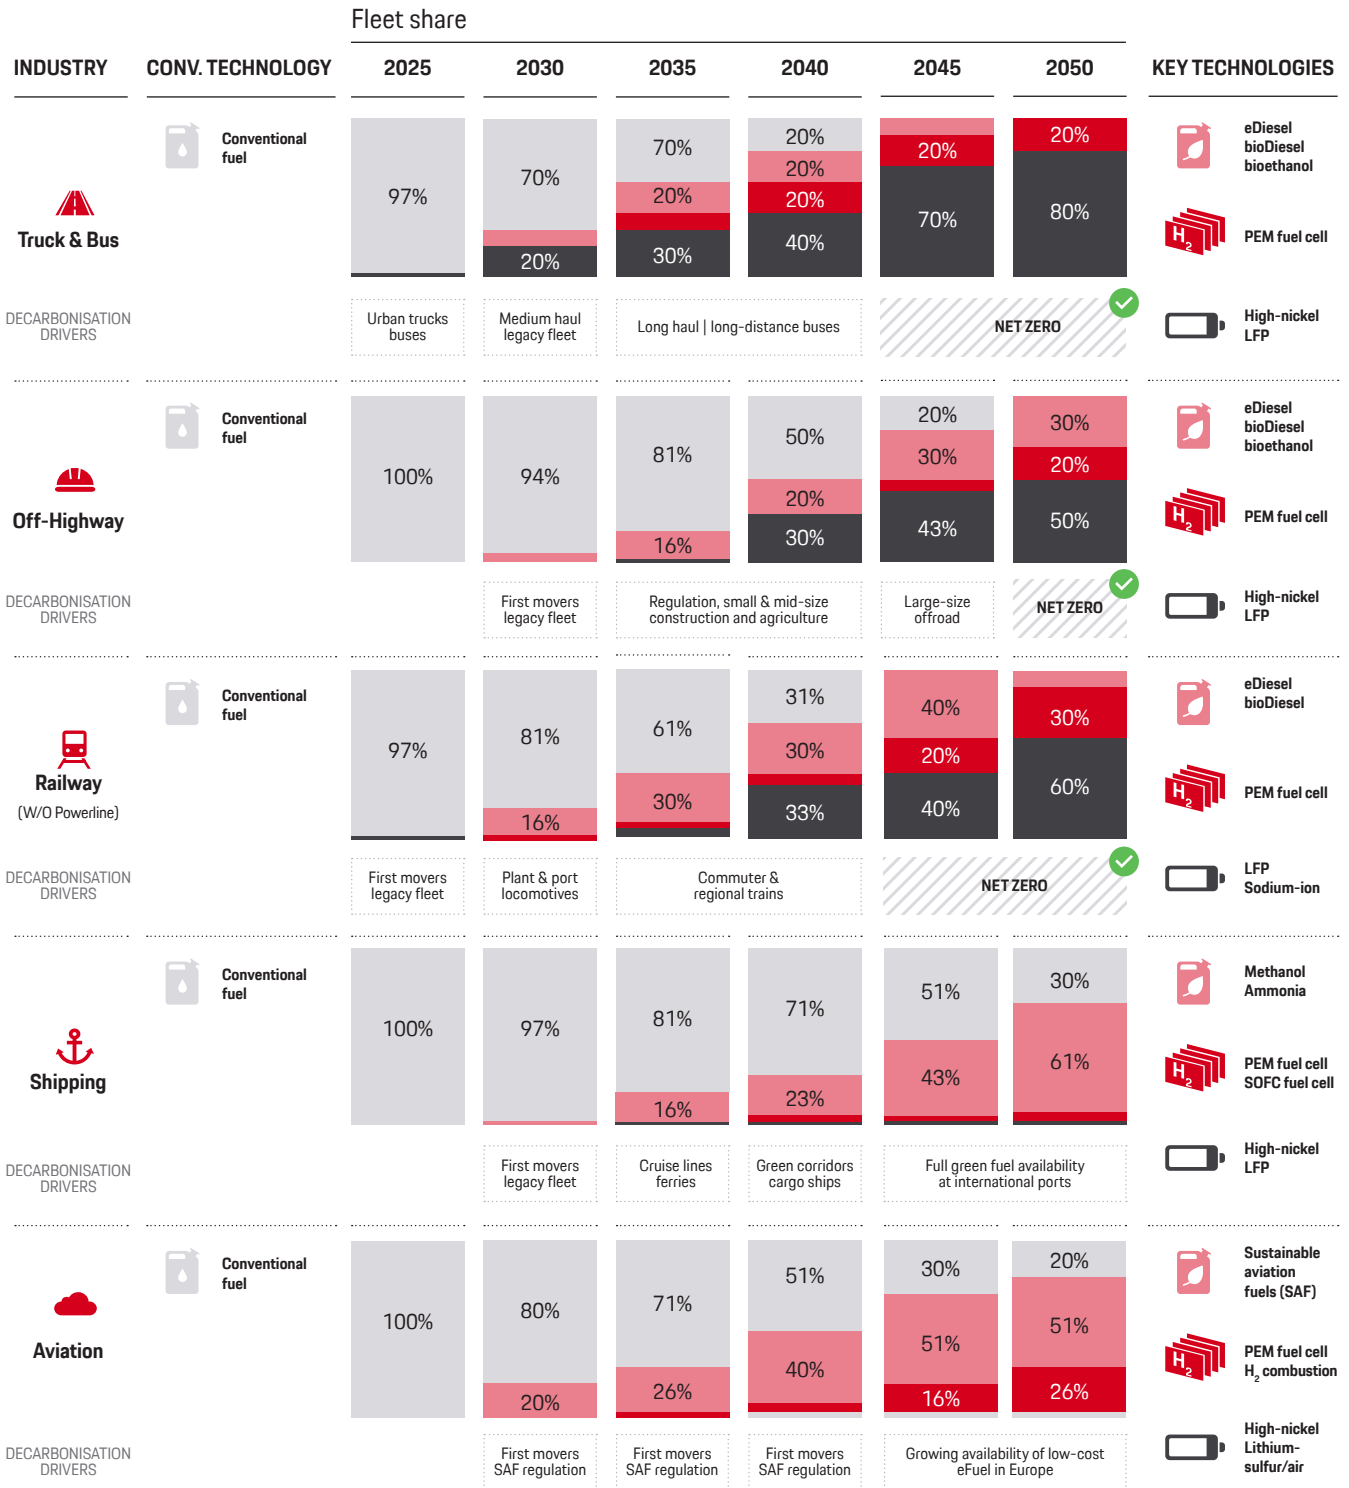 Fleet share
INDUSTRY
CONV. TECHNOLOGY
2025
2030
2035
2040
2045
2050
KEY TECHNOLOGIES
Truck & Bus
Conventional
fuel
97%
70%
20%
70%
20%
30%
20%
20%
20%
40%
20%
70%
20%
80%
eDiesel
bioDiesel
bioethanol
H2
PEM fuel cell
High-nickel
LFP
DECARBONISATION
DRIVERS
Urban trucks
buses
Medium haul
legacy fleet
Long haul | long-distance buses
NET ZERO
Off-Highway
Conventional
fuel
100%
94%
81%
16%
50%
20%
30%
20%
30%
43%
30%
20%
50%
eDiesel
bioDiesel
bioethanol
H2
PEM fuel cell
High-nickel
LFP
DECARBONISATION
DRIVERS
First movers
legacy fleet
Regulation, small & mid-size
construction and agriculture
Large-size
offroad
NET ZERO
Railway
(W/O Powerline)
Conventional
fuel
97%
81%
16%
61%
30%
31%
30%
33%
40%
20%
40%
30%
60%
eDiesel
bioDiesel
H2
PEM fuel cell
LFP
Sodium-ion
DECARBONISATION
DRIVERS
First movers
legacy fleet
Plant & port
locomotives
Commuter &
regional trains
NET ZERO
Shipping
Conventional
fuel
100%
97%
81%
16%
71%
23%
51%
43%
30%
61%
Methanol
Ammonia
H2
PEM fuel cell
SOFC fuel cell
High-nickel
LFP
DECARBONISATION
DRIVERS
First movers
legacy fleet
Cruise lines
ferries
Green corridors
cargo ships
Full green fuel availability
at international ports
Aviation
Conventional
fuel
100%
80%
20%
71%
26%
51%
40%
30%
51%
16%
20%
51%
26%
Sustainable
aviation
fuels (SAF)
H2
PEM fuel cell
H2 combustion
High-nickel
Lithium-
sulfur/air
DECARBONISATION
DRIVERS
First movers
SAF regulation
First movers
SAF regulation
First movers
SAF regulation
Growing availability of low-cost
eFuel in Europe